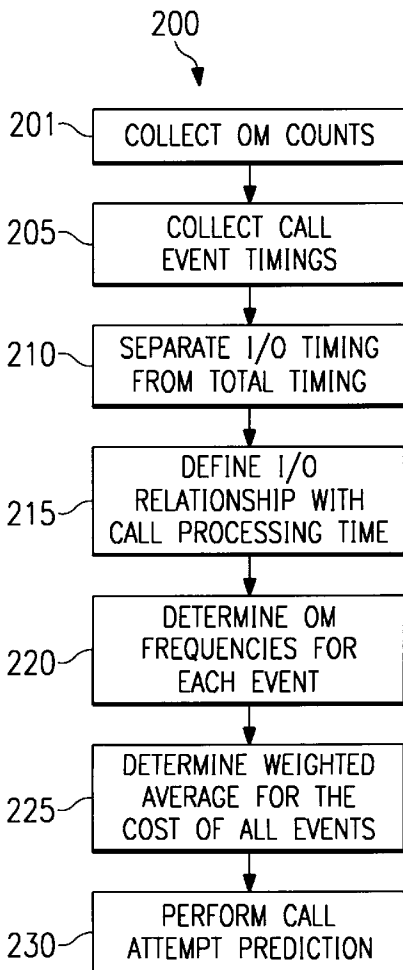 200
201
COLLECT OM COUNTS
205
COLLECT CALL
EVENT TIMINGS
210
SEPARATE I/O TIMING
FROM TOTAL TIMING
215
DEFINE I/O
RELATIONSHIP WITH
CALL PROCESSING TIME
220
DETERMINE OM
FREQUENCIES FOR
EACH EVENT
225
DETERMINE WEIGHTED
AVERAGE FOR THE
COST OF ALL EVENTS
230
PERFORM CALL
ATTEMPT PREDICTION